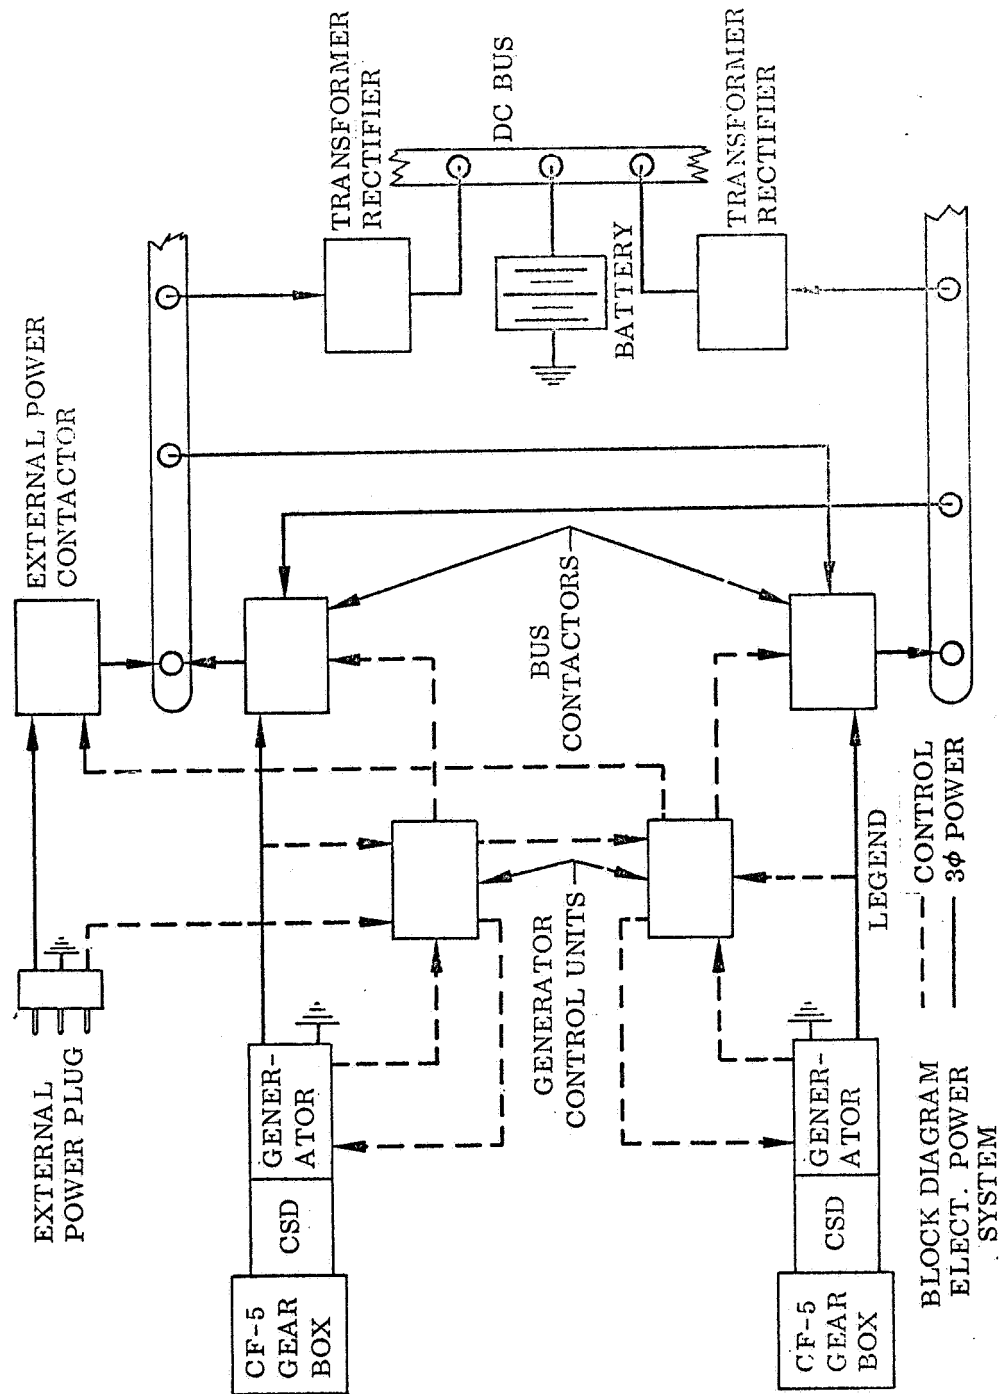 EXTERNAL
POWER PLUG
EXTERNAL POWER
CONTACTOR
CF-5
GEAR
BOX
CSD
GENER-
ATOR
TRANSFORMER
RECTIFIER
GENERATOR
CONTROL UNITS
BUS
CONTACTORS
BATTERY
DC BUS
TRANSFORMER
RECTIFIER
CF-5
GEAR
BOX
CSD
GENER-
ATOR
LEGEND
CONTROL
3ϕ POWER
BLOCK DIAGRAM
ELECT. POWER
SYSTEM